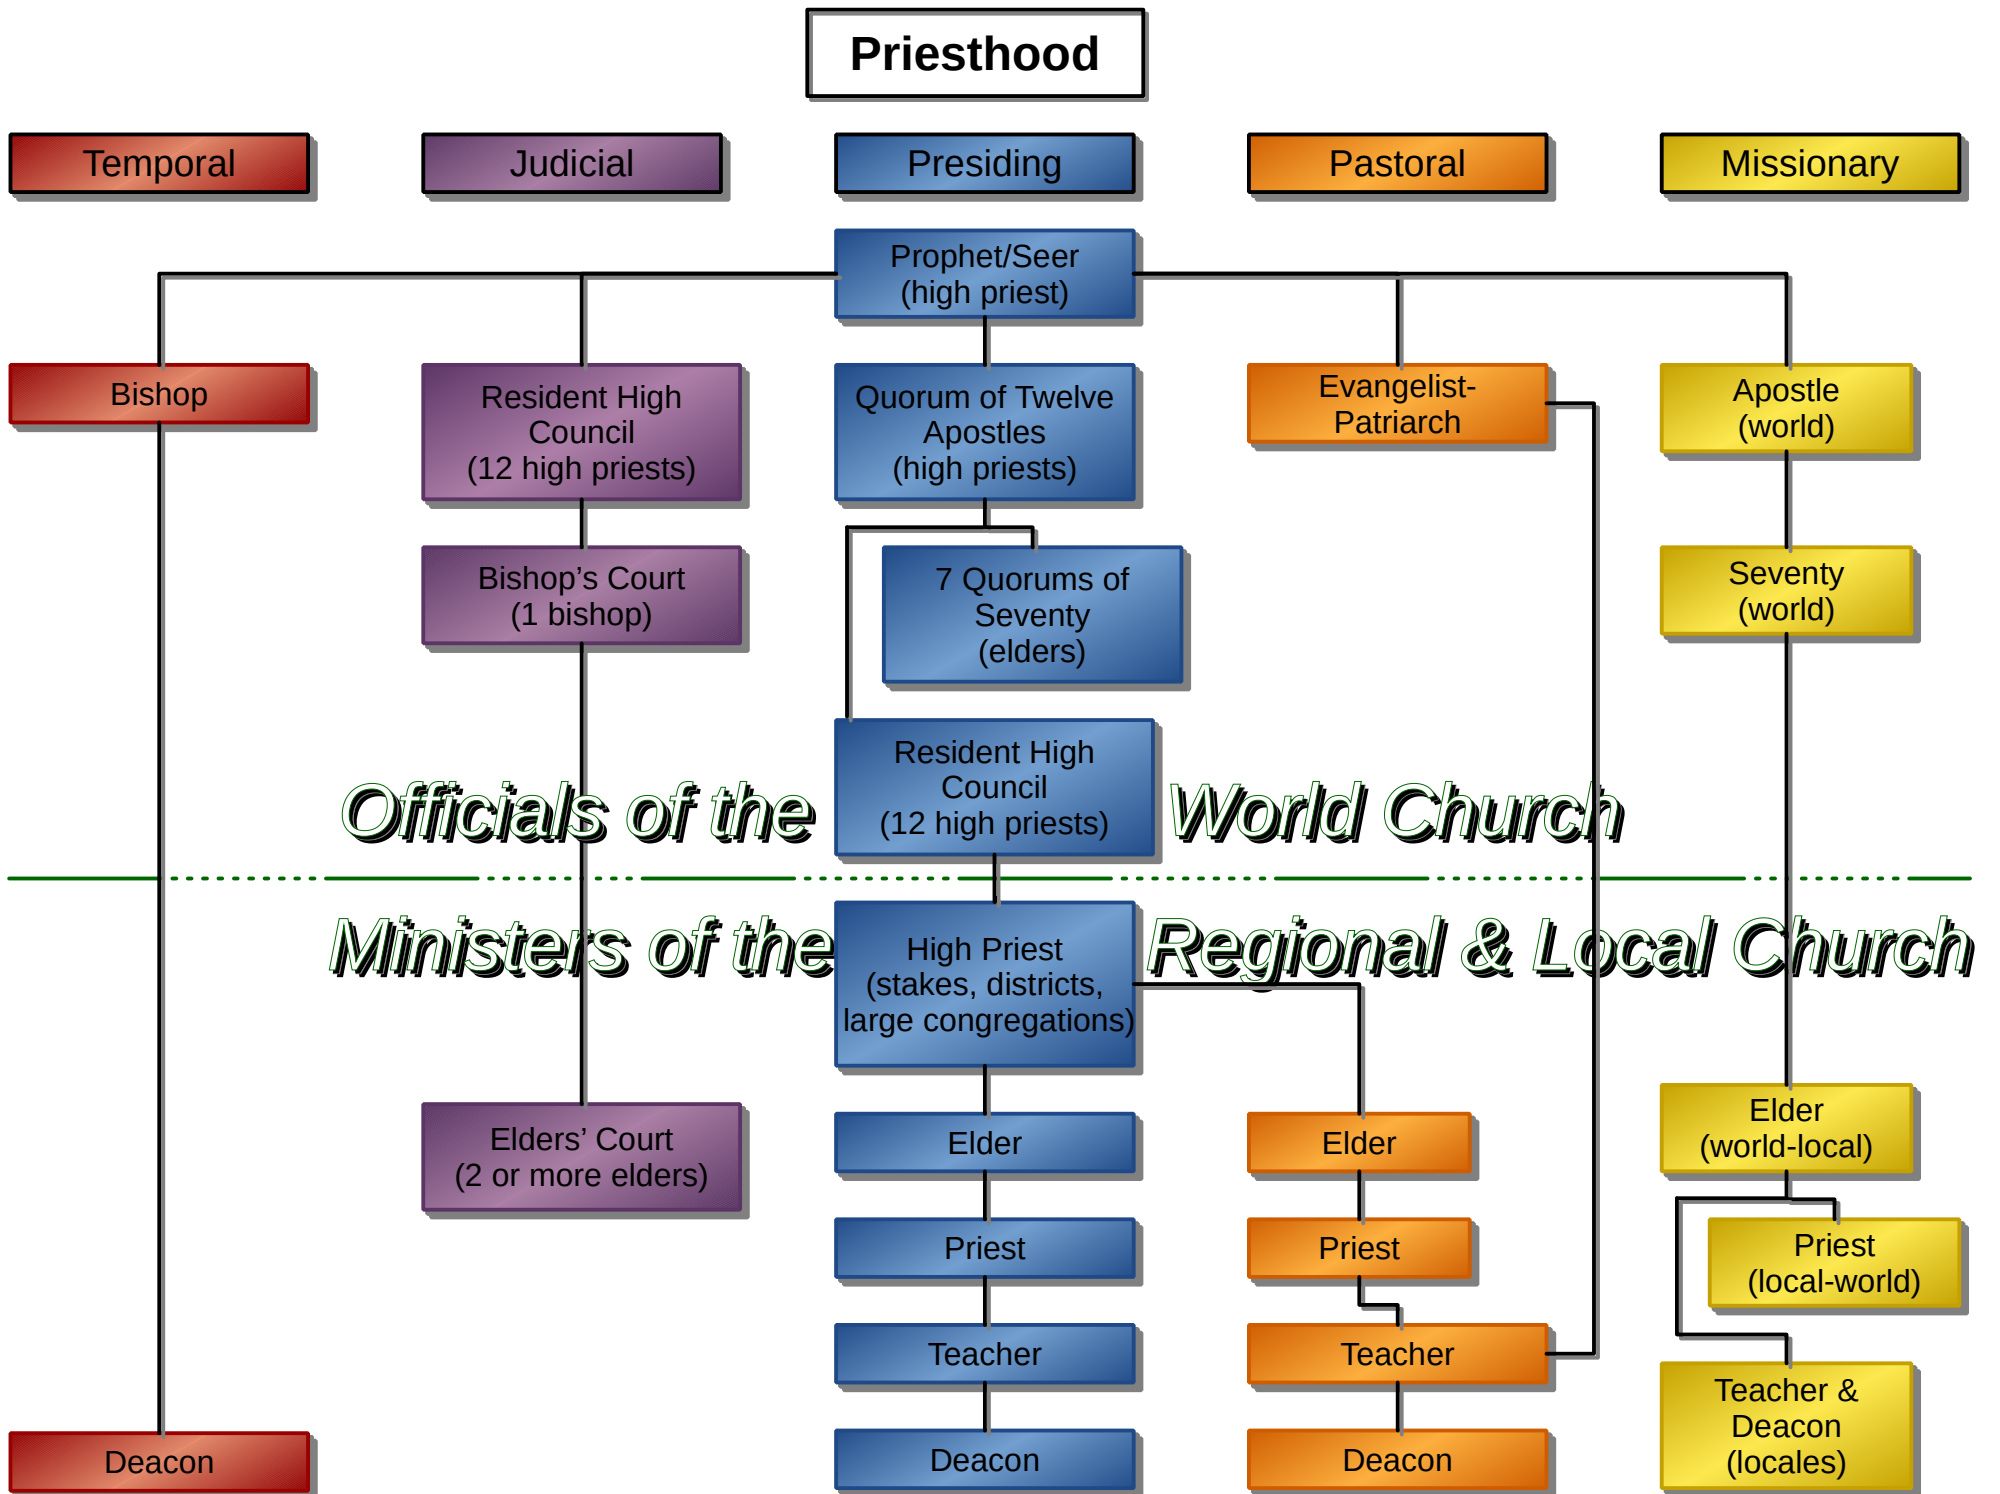 Priesthood
Temporal
Judicial
Presiding
Pastoral
Missionary
Prophet/Seer
(high priest)
Bishop
Resident High
Council
(12 high priests)
Quorum of Twelve
Apostles
(high priests)
Evangelist-
Patriarch
Apostle
(world)
Bishop’s Court
(1 bishop)
7 Quorums of
Seventy
(elders)
Seventy
(world)
Resident High
Council
(12 high priests)
Officials of the World Church
Ministers of the Regional & Local Church
High Priest
(stakes, districts,
large congregations)
Elders’ Court
(2 or more elders)
Elder
Elder
Elder
(world-local)
Priest
Priest
Priest
(local-world)
Teacher
Teacher
Teacher &
Deacon
(locales)
Deacon
Deacon
Deacon